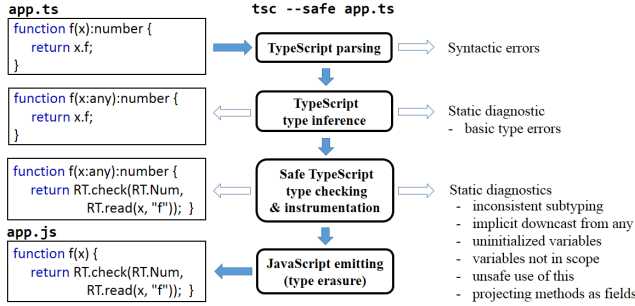 app.ts
tsc --safe app.ts
function f(x):number {
return x.f;
}
TypeScript parsing
Syntactic errors
function f(x:any):number {
return x.f;
}
TypeScript
type inference
Static diagnostic
- basic type errors
function f(x:any):number {
return RT.check(RT.Num,
RT.read(x, "f")); }
Safe TypeScript
type checking
& instrumentation
Static diagnostics
- inconsistent subtyping
- implicit downcast from any
- uninitialized variables
- variables not in scope
- unsafe use of this
- projecting methods as fields
app.js
function f(x) {
return RT.check(RT.Num,
RT.read(x, "f")); }
JavaScript emitting
(type erasure)